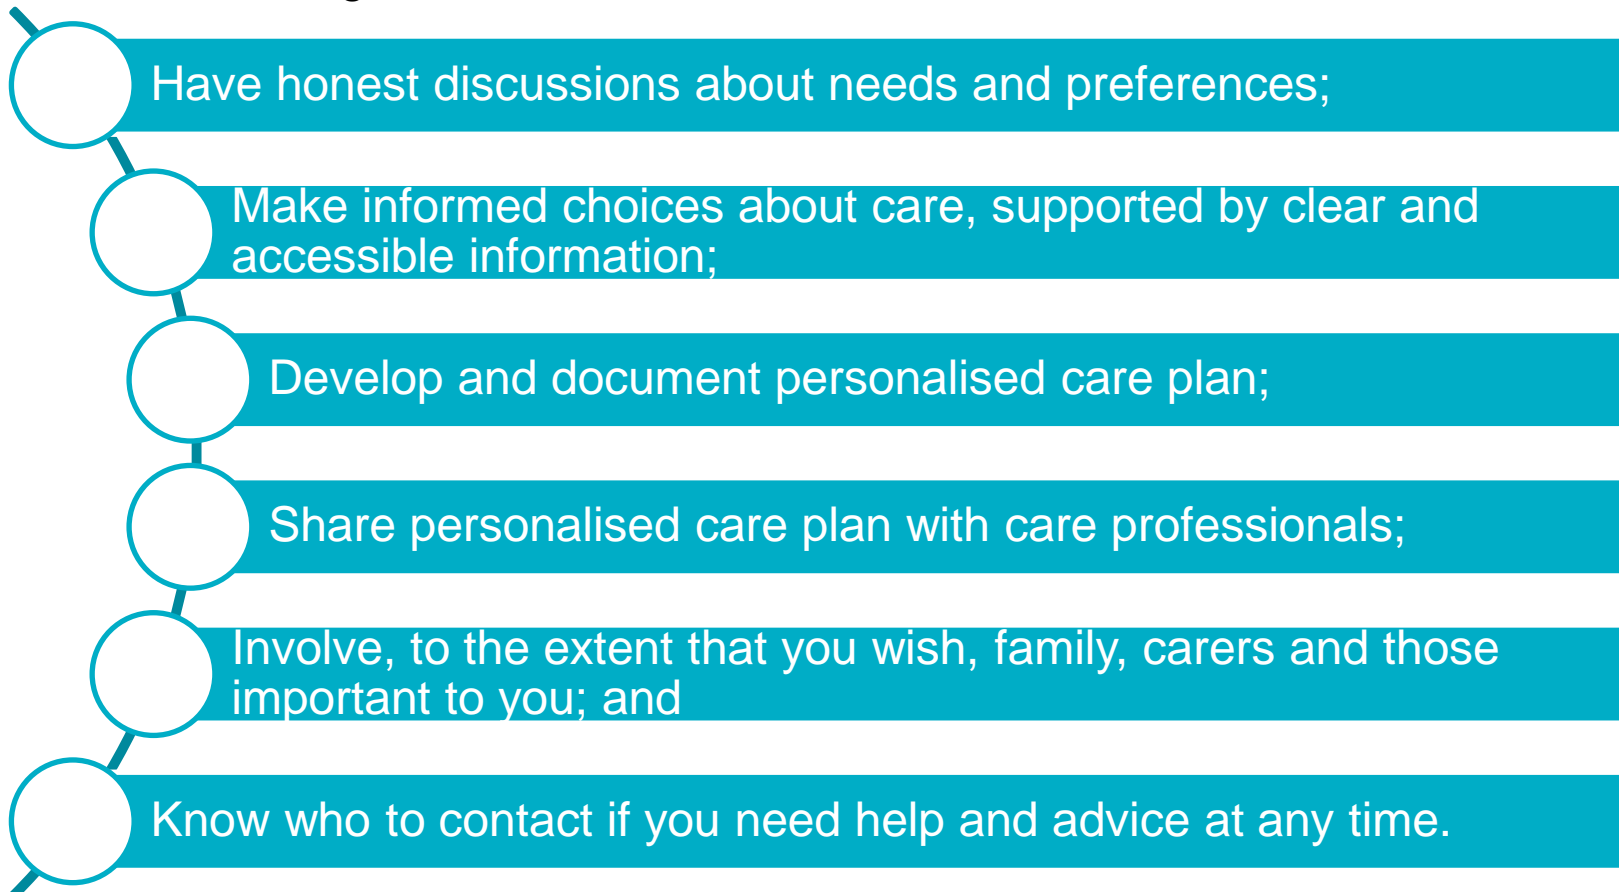 Have honest discussions about needs and preferences;
Make informed choices about care, supported by clear and
accessible information;
Develop and document personalised care plan;
Share personalised care plan with care professionals;
Involve, to the extent that you wish, family, carers and those
important to you; and
Know who to contact if you need help and advice at any time.